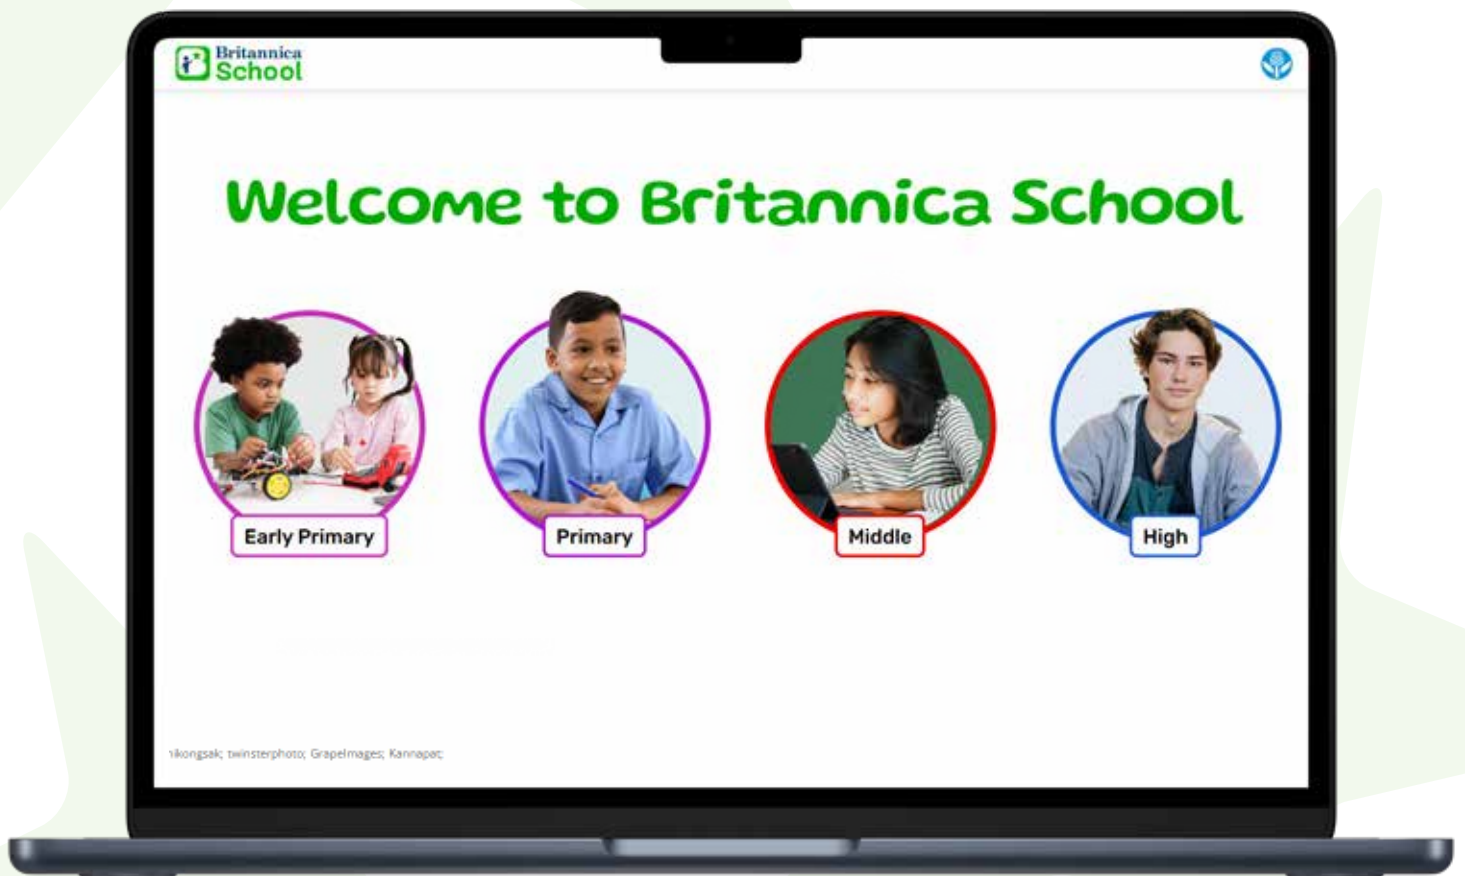 Britannica
School
Welcome to Britannica School
Early Primary
Primary
Middle
High
twinsterphoto; GrapeImages; Kannapat;